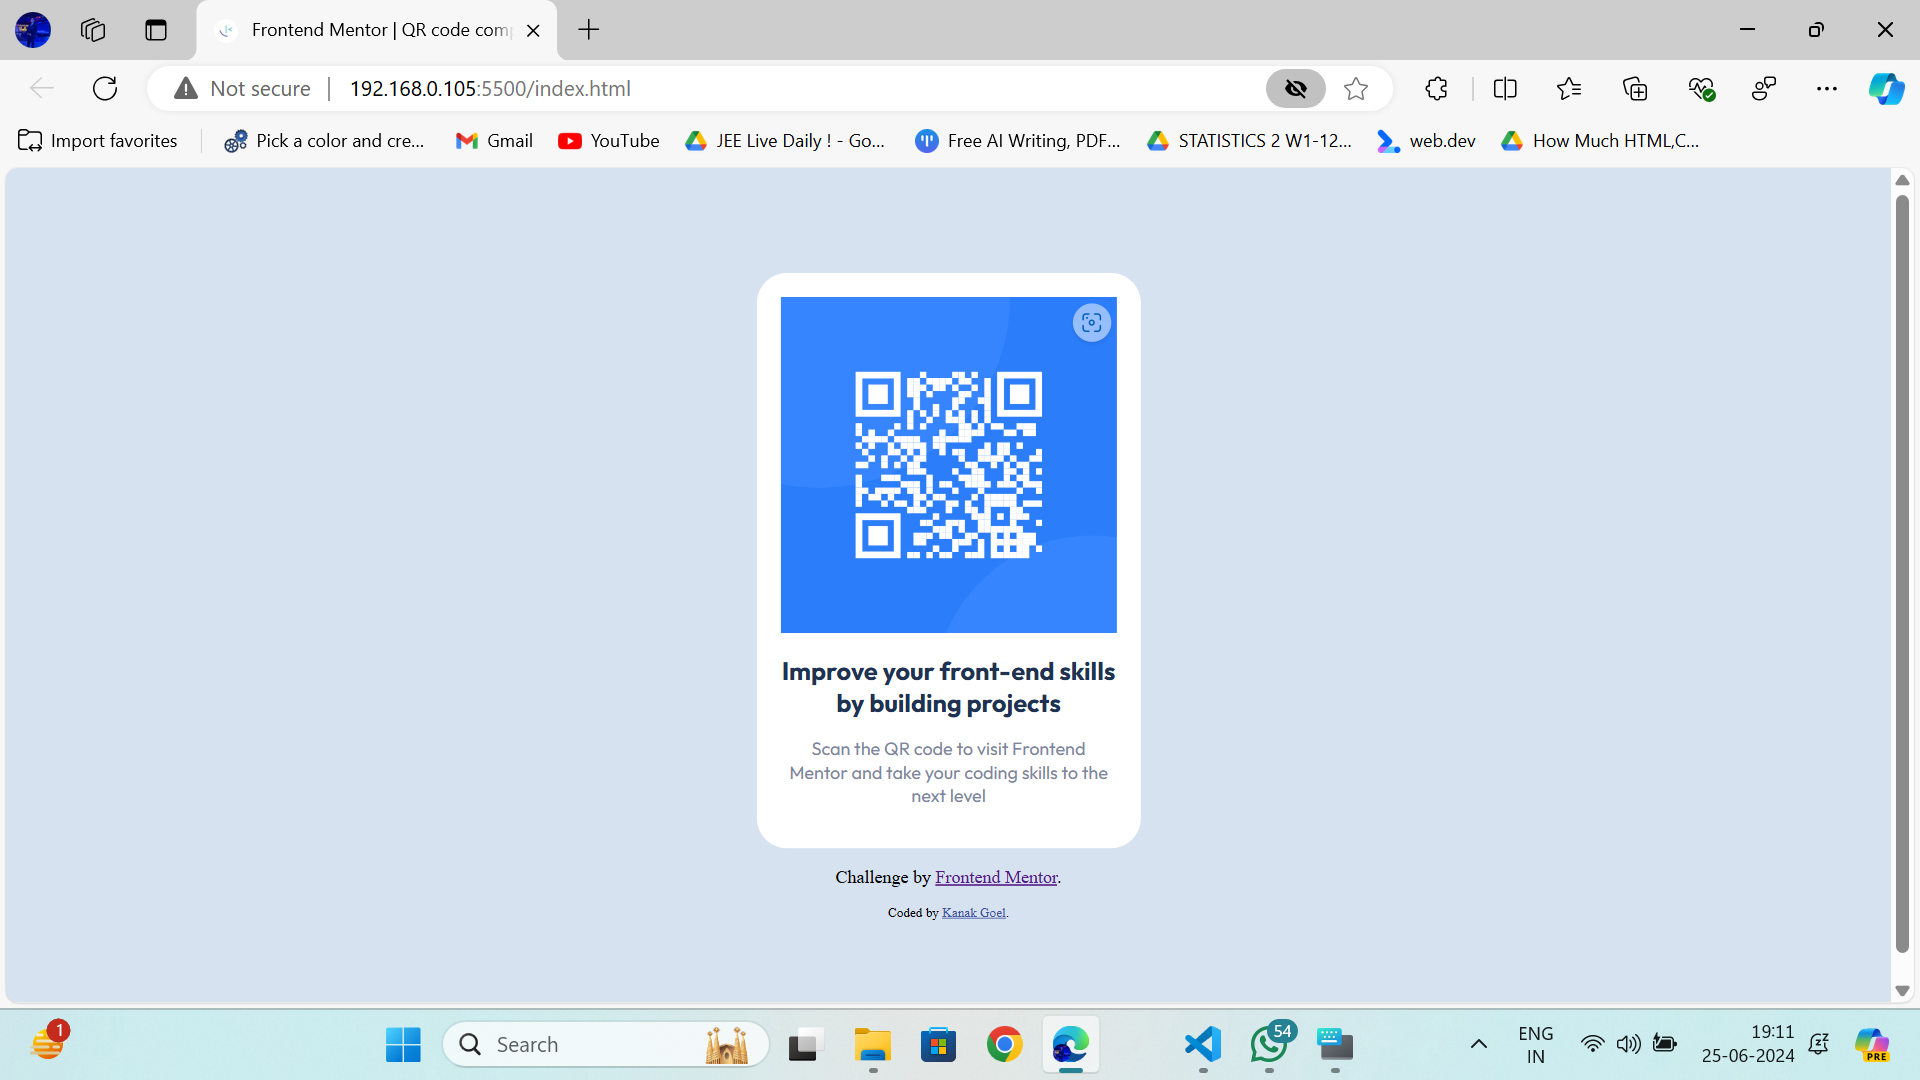 Frontend Mentor | QR code com
Not secure
192.168.0.105:5500/index.html
Import favorites
Pick a color and cre...
Gmail
YouTube
JEE Live Daily ! - Go...
Free AI Writing, PDF...
STATISTICS 2 W1-12...
web.dev
How Much HTML,C...
Improve your front-end skills
by building projects
Scan the QR code to visit Frontend
Mentor and take your coding skills to the
next level
Challenge by Frontend Mentor.
Coded by Kanak Goel.
1
Search
54
ENG
IN
19:11
25-06-2024
PRE